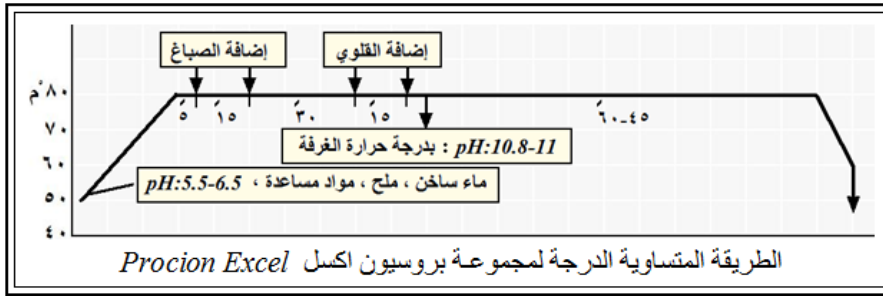 إضافة الصباغ
إضافة القلوي
٨٠°م
٥َ
١٥َ
٣٠َ
١٥َ
٤٥-٦٠َ
٧٠
pH:10.8-11 : بدرجة حرارة الغرفة
٦٠
ماء ساخن ، ملح ، مواد مساعدة ، pH:5.5-6.5
٥٠
٤٠
الطريقة المتساوية الدرجة لمجموعة بروسيون اكسل Procion Excel